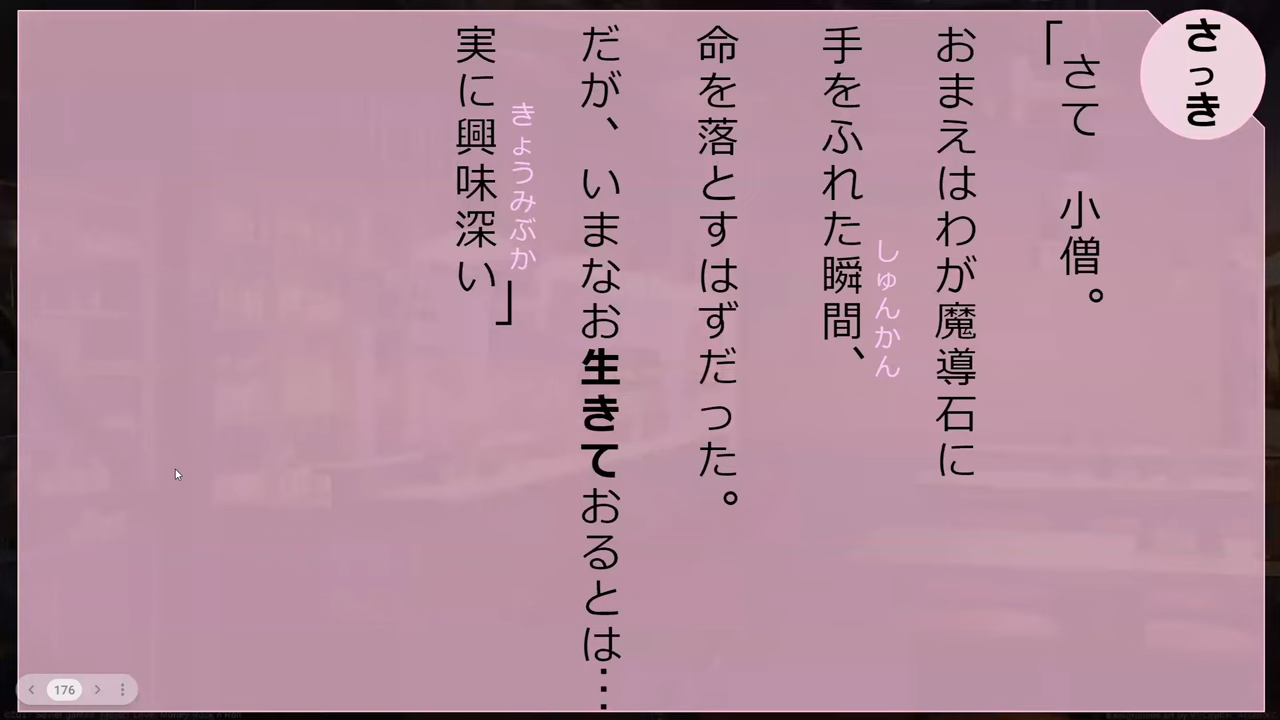 さっき
「さて　小僧。
おまえはわが魔導石に
手をふれた瞬間、
しゅんかん
命を落とすはずだった。
だが、いまなお生きておるとは…
実に興味深い」
きょうみぶか
176